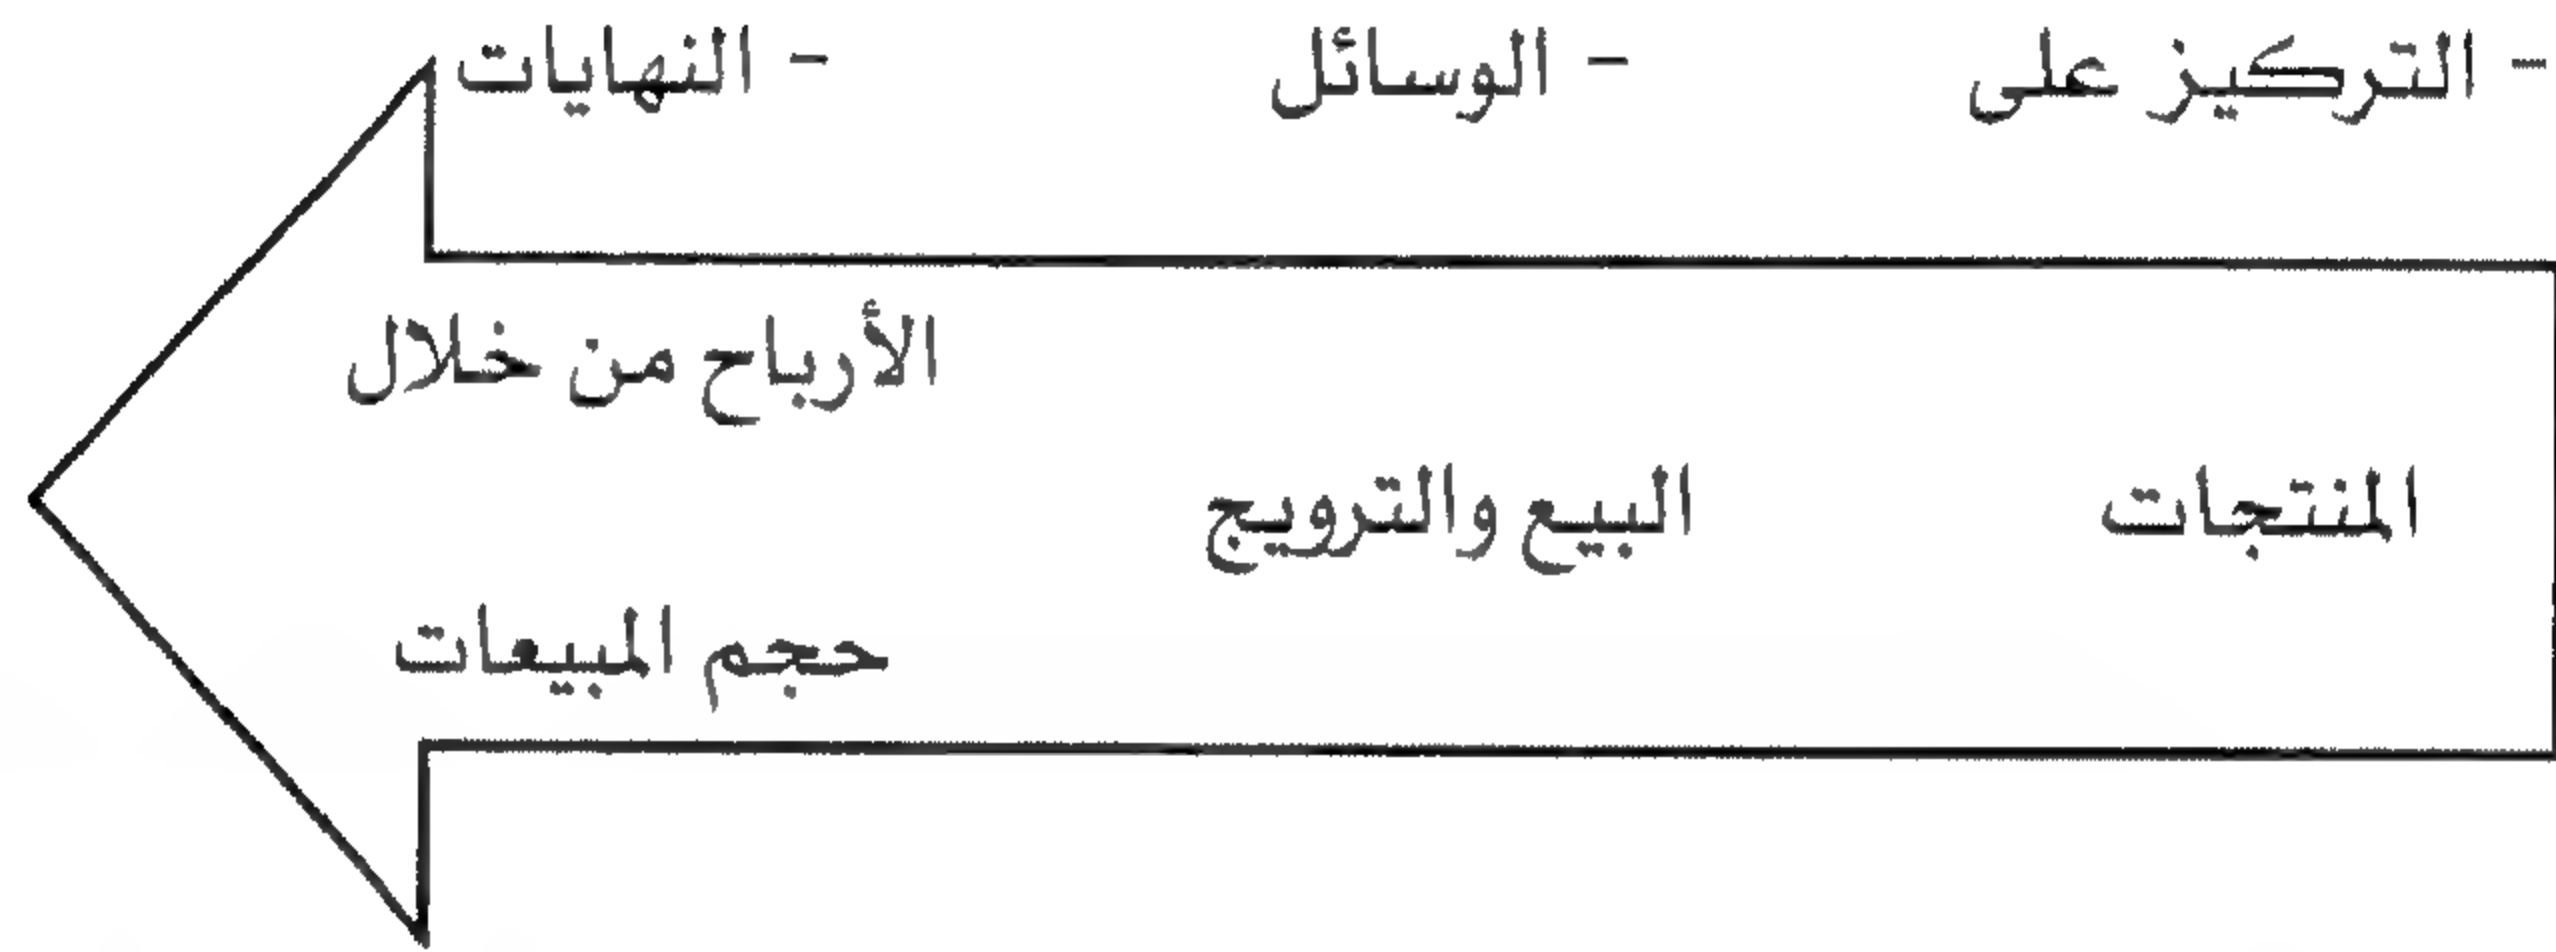 - التركيز على - الوسائل - النهايات
الأرباح من خلال
المنتجات البيع والترويج
حجم المبيعات